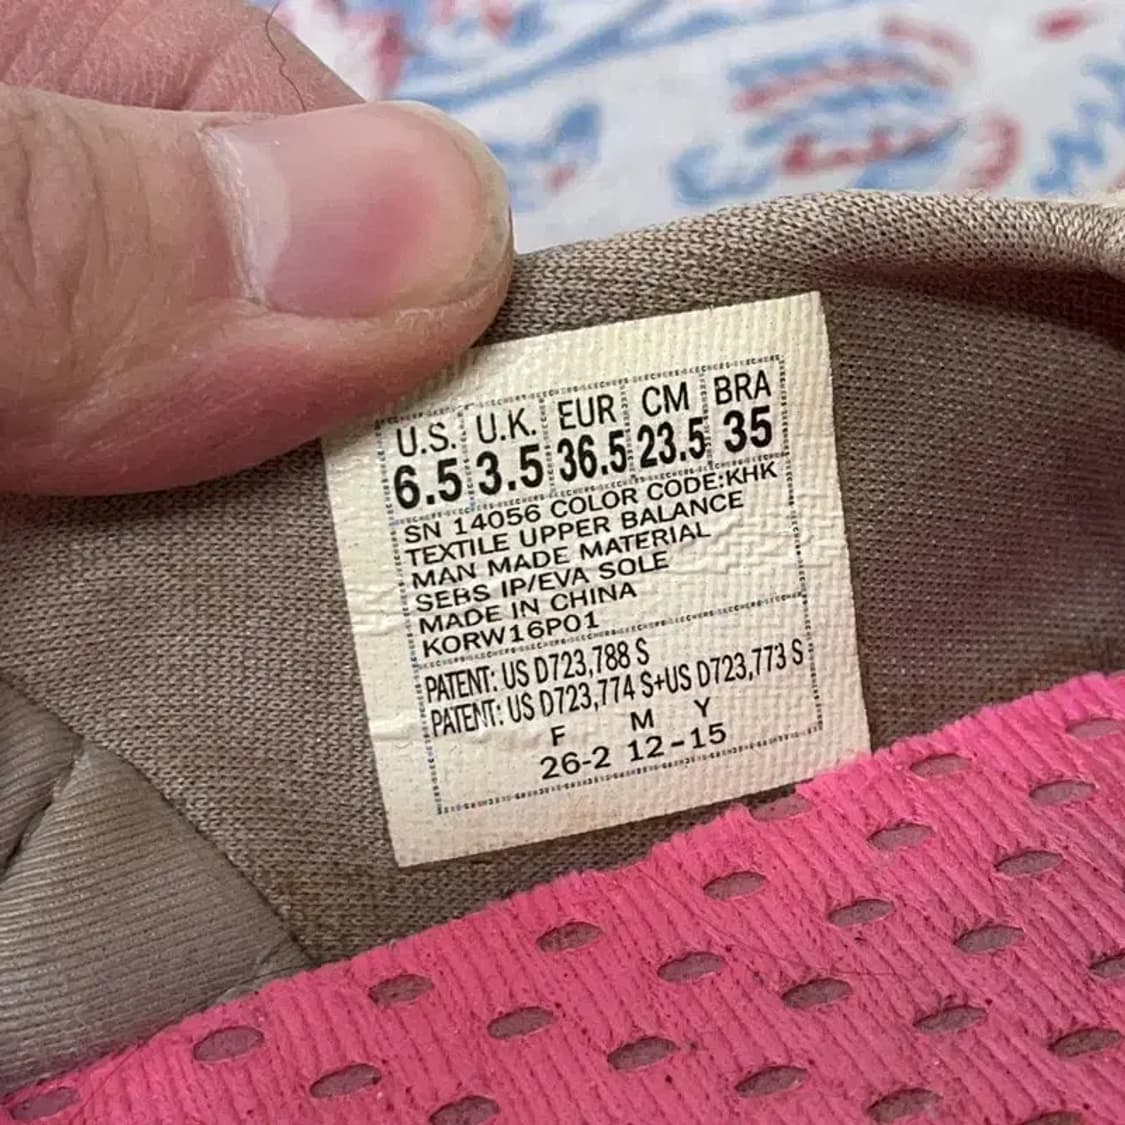 U.S. U.K. EUR CM BRA
6.5 3.5 36.5 23.5 35
SN 14056 COLOR CODE:KHK
TEXTILE UPPER BALANCE
MAN MADE MATERIAL
SEBS IP/EVA SOLE
MADE IN CHINA
KORW16P01
PATENT: US D723,788 S
PATENT: US D723,774 S+US D723,773 S
F M Y
26-2 12-15